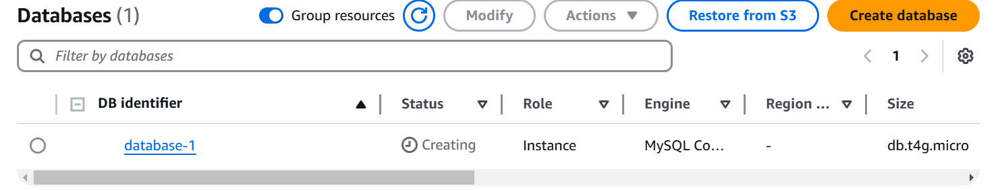 Databases (1) Group resources Modify Actions Restore from S3 Create database
Filter by databases 1
DB identifier Status Role Engine Region ... Size
database-1 Creating Instance MySQL Co... - db.t4g.micro